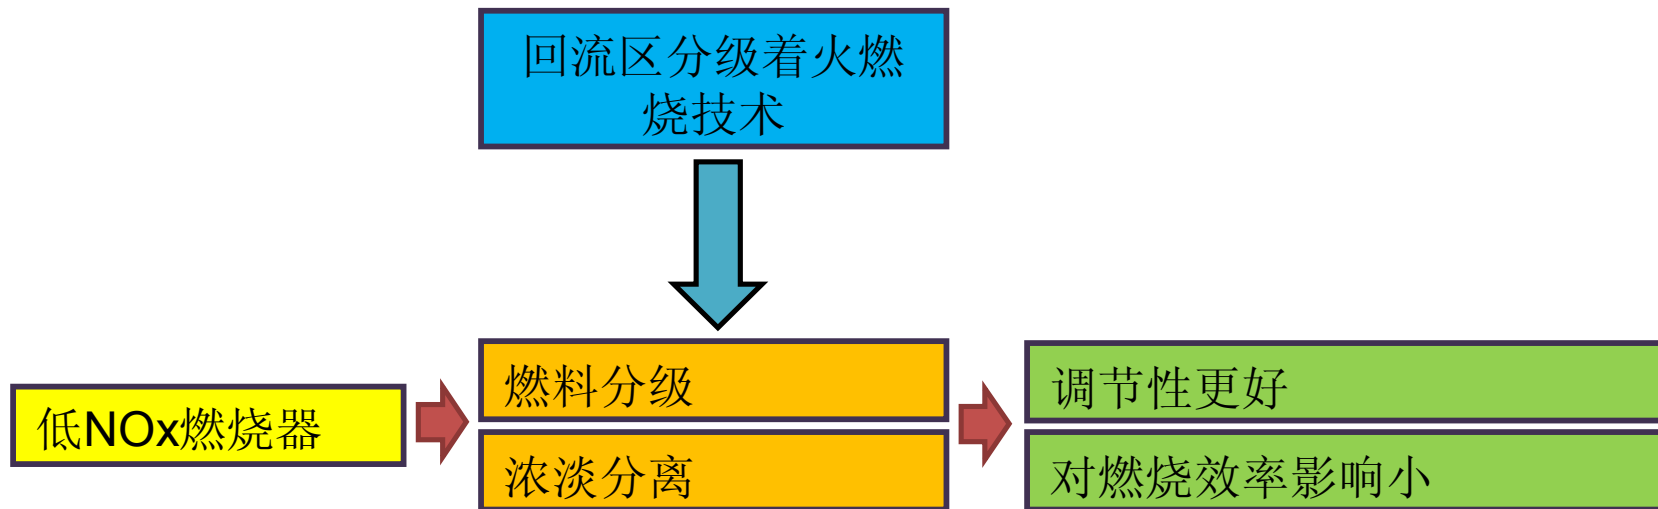 回流区分级着火燃
烧技术
燃料分级
调节性更好
低NOx燃烧器
浓淡分离
对燃烧效率影响小